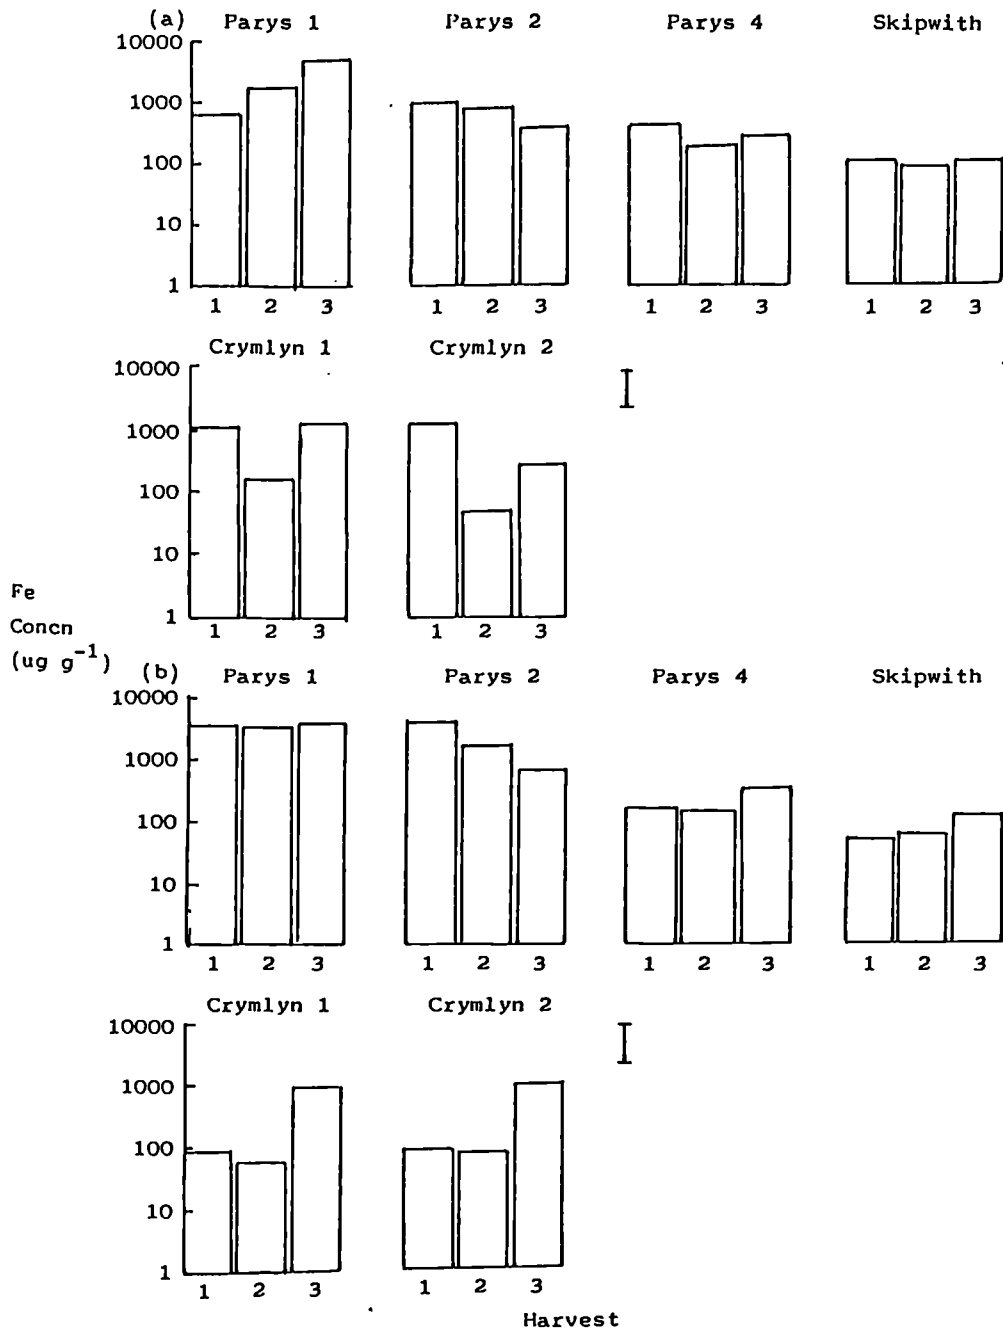 (a) Parys 1 Parys 2 Parys 4 Skipwith
10000
1000
100
10
1
1 2 3 1 2 3 1 2 3 1 2 3
Crymlyn 1 Crymlyn 2
10000
1000
100
10
1
1 2 3 1 2 3
Fe
Concn
(ug g⁻¹)
(b) Parys 1 Parys 2 Parys 4 Skipwith
10000
1000
100
10
1
1 2 3 1 2 3 1 2 3 1 2 3
Crymlyn 1 Crymlyn 2
10000
1000
100
10
1
1 2 3 1 2 3
Harvest